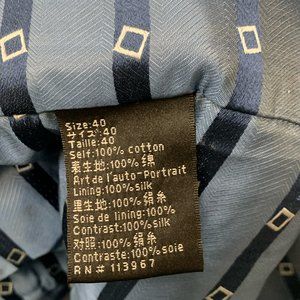 Size:40
サイズ:40
Taille:40
Self:100% cotton
表生地:100% 綿
Art de l'auto-Portrait
Lining:100%silk
里生地:100% 絹糸
Soie de lining:100%
Contrast:100%silk
対照:100% 絹糸
Contraste:100%soie
RN# 113967